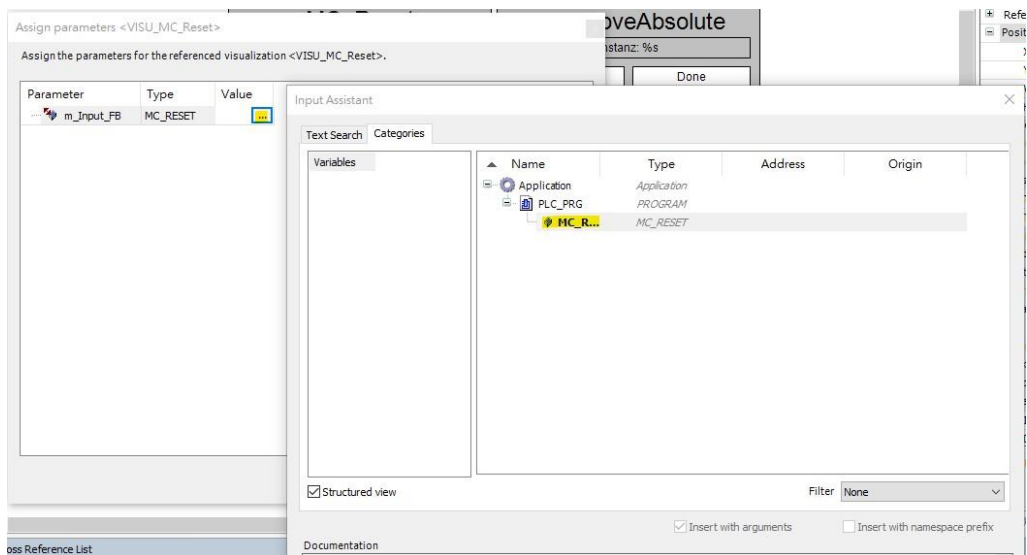 Assign parameters <VISU_MC_Reset>
Assign the parameters for the referenced visualization <VISU_MC_Reset>.
Parameter Type Value
m_Input_FB MC_RESET ...
oveAbsolute
nstanz: %s
Done
Refe
Posit
Input Assistant
Text Search Categories
Variables
Name Type Address Origin
Application Application
PLC_PRG PROGRAM
MC_R... MC_RESET
Structured view
Filter None
Insert with arguments Insert with namespace prefix
Documentation
oss Reference List